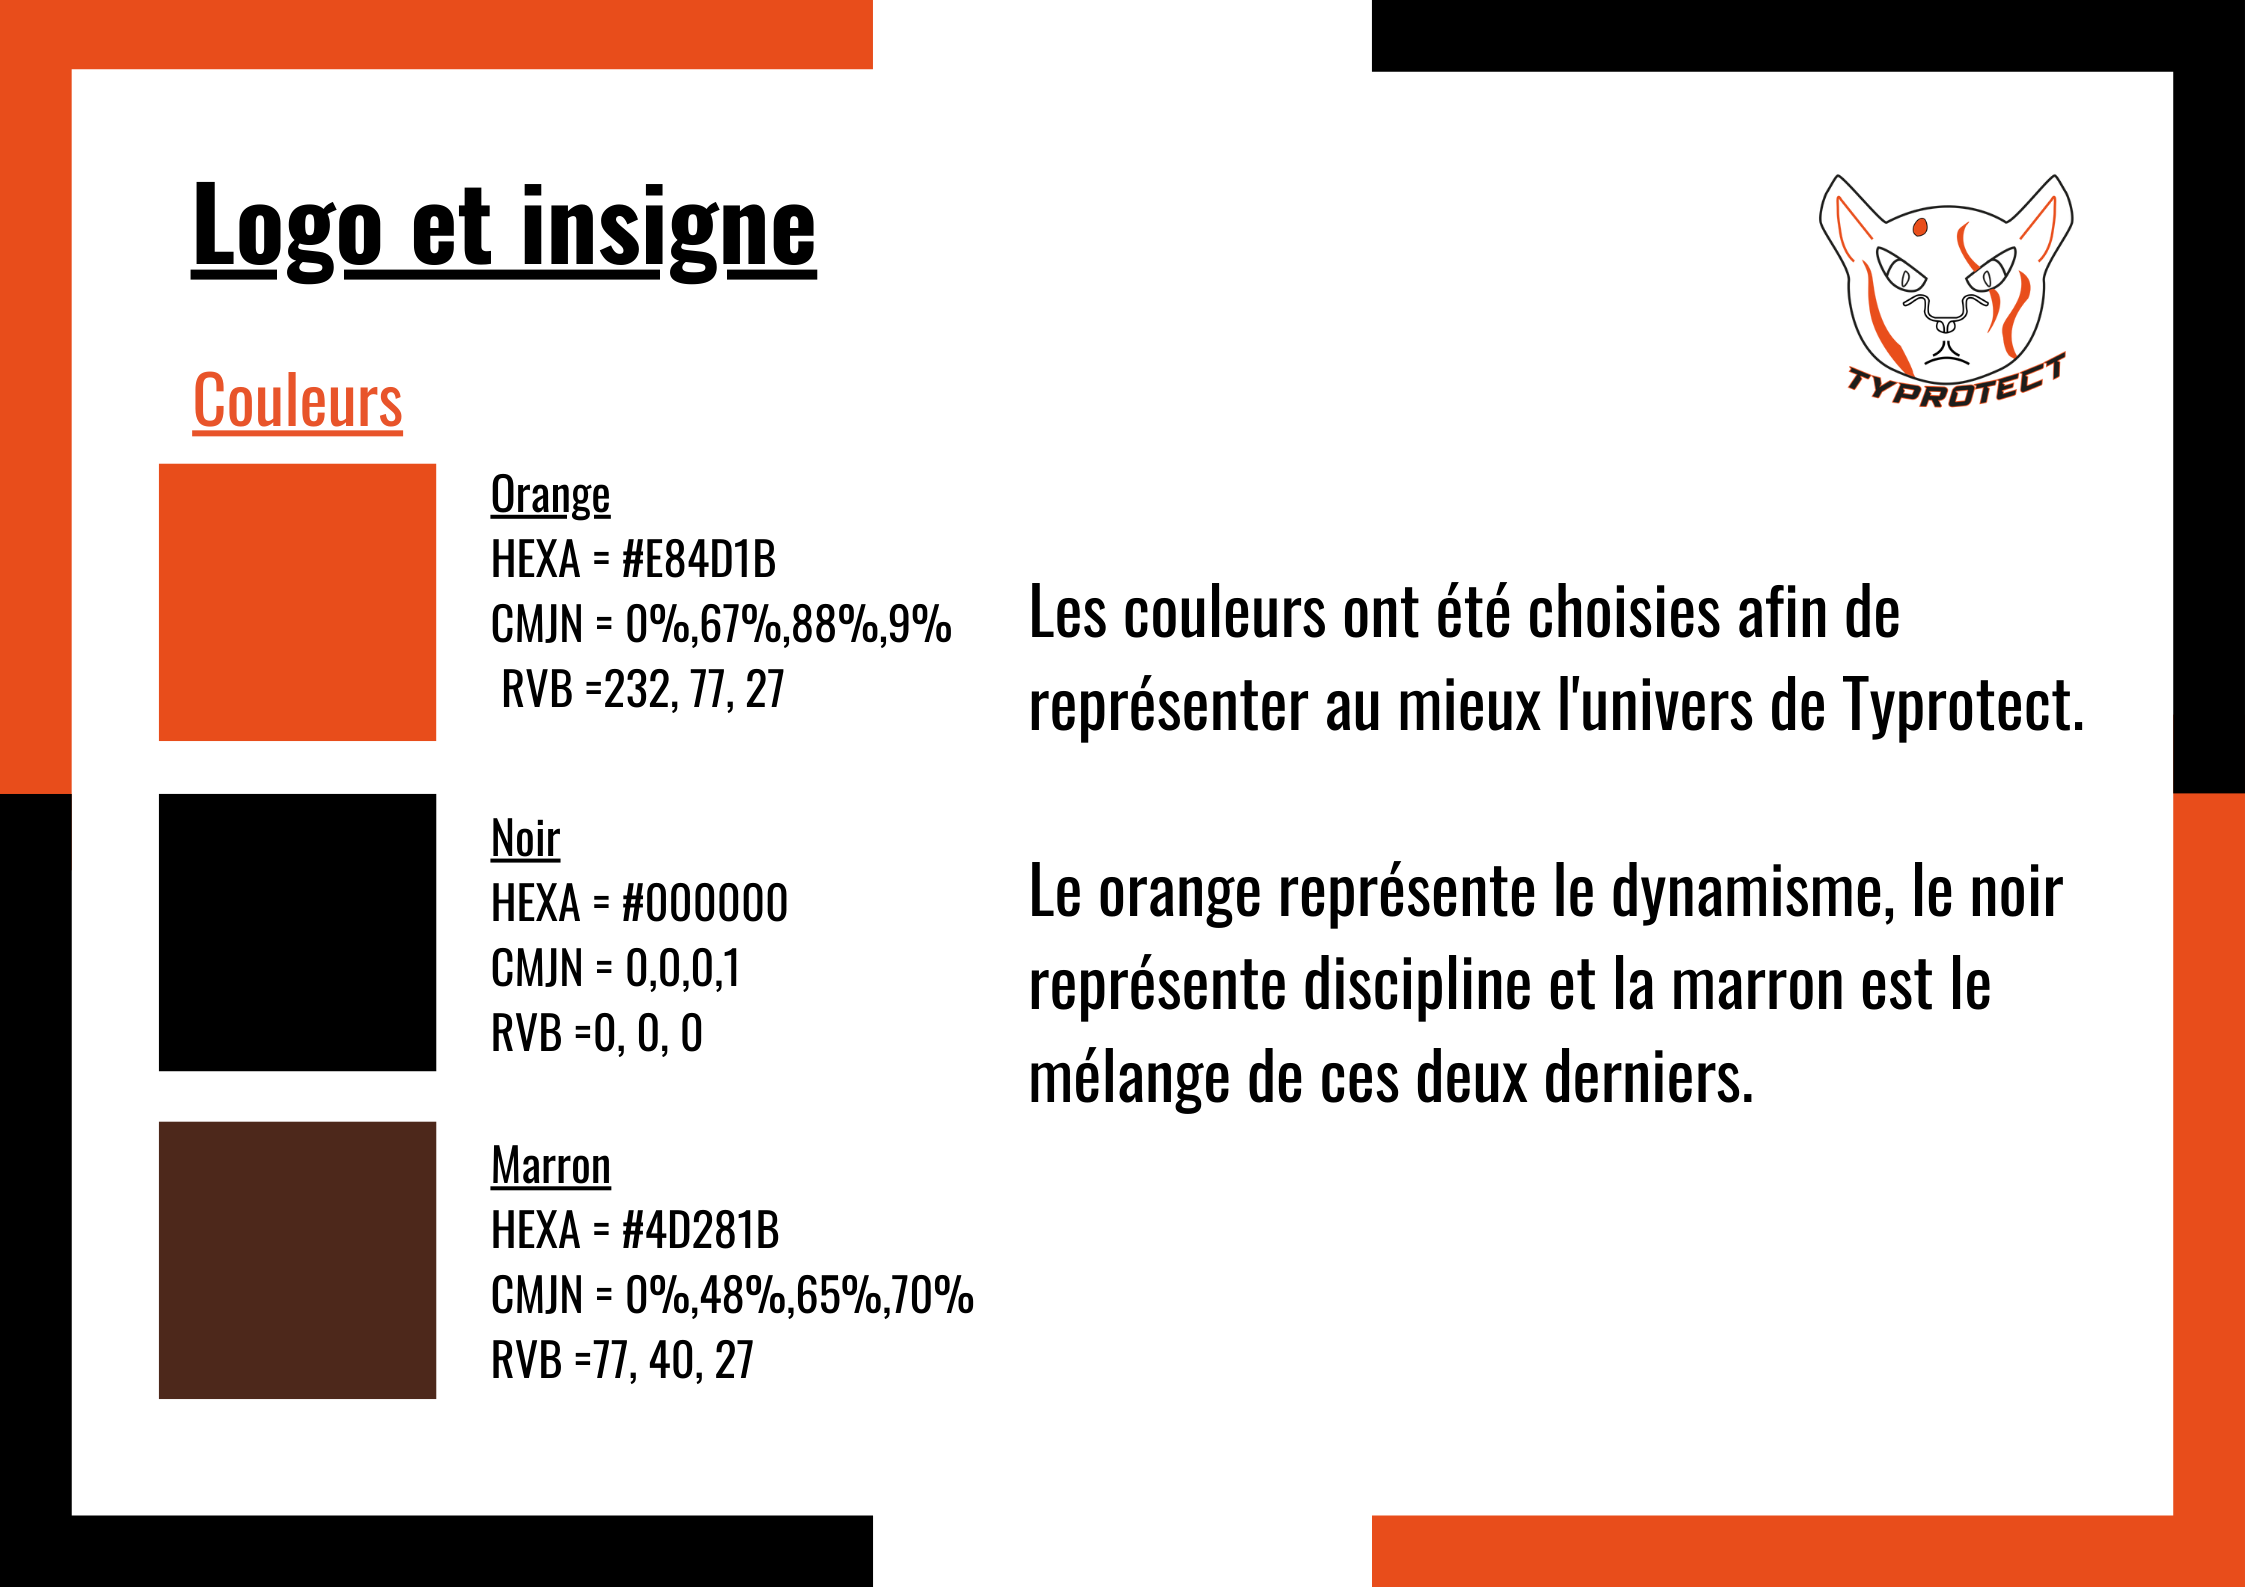 Logo et insigne
TYPROTECT
Couleurs
Orange
HEXA = #E84D1B
CMJN = 0%,67%,88%,9%
RVB =232, 77, 27
Noir
HEXA = #000000
CMJN = 0,0,0,1
RVB =0, 0, 0
Marron
HEXA = #4D281B
CMJN = 0%,48%,65%,70%
RVB =77, 40, 27
Les couleurs ont été choisies afin de
représenter au mieux l'univers de Typrotect.
Le orange représente le dynamisme, le noir
représente discipline et la marron est le
mélange de ces deux derniers.